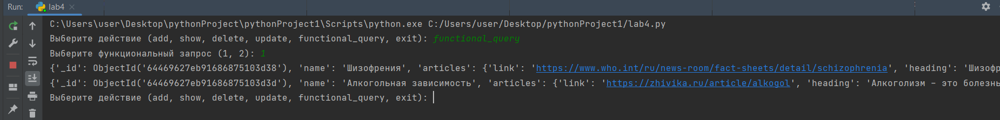 Run: lab4
C:\Users\user\Desktop\pythonProject\pythonProject1\Scripts\python.exe C:/Users/user/Desktop/pythonProject1/lab4.py
Выберите действие (add, show, delete, update, functional_query, exit): functional_query
Выберите функциональный запрос (1, 2): 1
{'_id': ObjectId('64469627eb91686875103d38'), 'name': 'Шизофрения', 'articles': {'link': 'https://www.who.int/ru/news-room/fact-sheets/detail/schizophrenia', 'heading': 'Шизофр
{'_id': ObjectId('64469627eb91686875103d3d'), 'name': 'Алкогольная зависимость', 'articles': {'link': 'https://zhivika.ru/article/alkogol', 'heading': 'Алкоголизм – это болезнь
Выберите действие (add, show, delete, update, functional_query, exit):